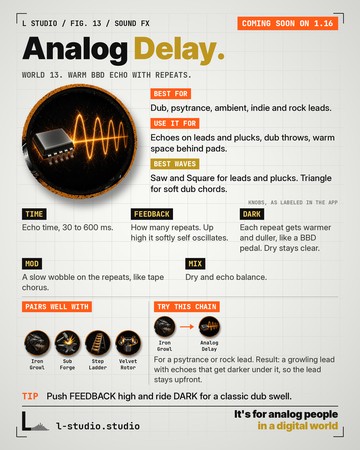 L STUDIO / FIG. 13 / SOUND FX
COMING SOON ON 1.16
Analog Delay.
WORLD 13. WARM BBD ECHO WITH REPEATS.
BEST FOR
Dub, psytrance, ambient, indie and rock leads.
USE IT FOR
Echoes on leads and plucks, dub throws, warm
space behind pads.
BEST WAVES
Saw and Square for leads and plucks. Triangle
for soft dub chords.
KNOBS, AS LABELED IN THE APP
TIME
Echo time, 30 to 600 ms.
FEEDBACK
How many repeats. Up
high it softly self oscillates.
DARK
Each repeat gets warmer
and duller, like a BBD
pedal. Dry stays clear.
MOD
A slow wobble on the repeats, like tape
chorus.
MIX
Dry and echo balance.
PAIRS WELL WITH
Iron
Growl
Sub
Forge
Step
Ladder
Velvet
Rotor
TRY THIS CHAIN
Iron
Growl
Analog
Delay
For a psytrance or rock lead. Result: a growling lead
with echoes that get darker under it, so the lead
stays upfront.
TIP Push FEEDBACK high and ride DARK for a classic dub swell.
l-studio.studio
It's for analog people
in a digital world